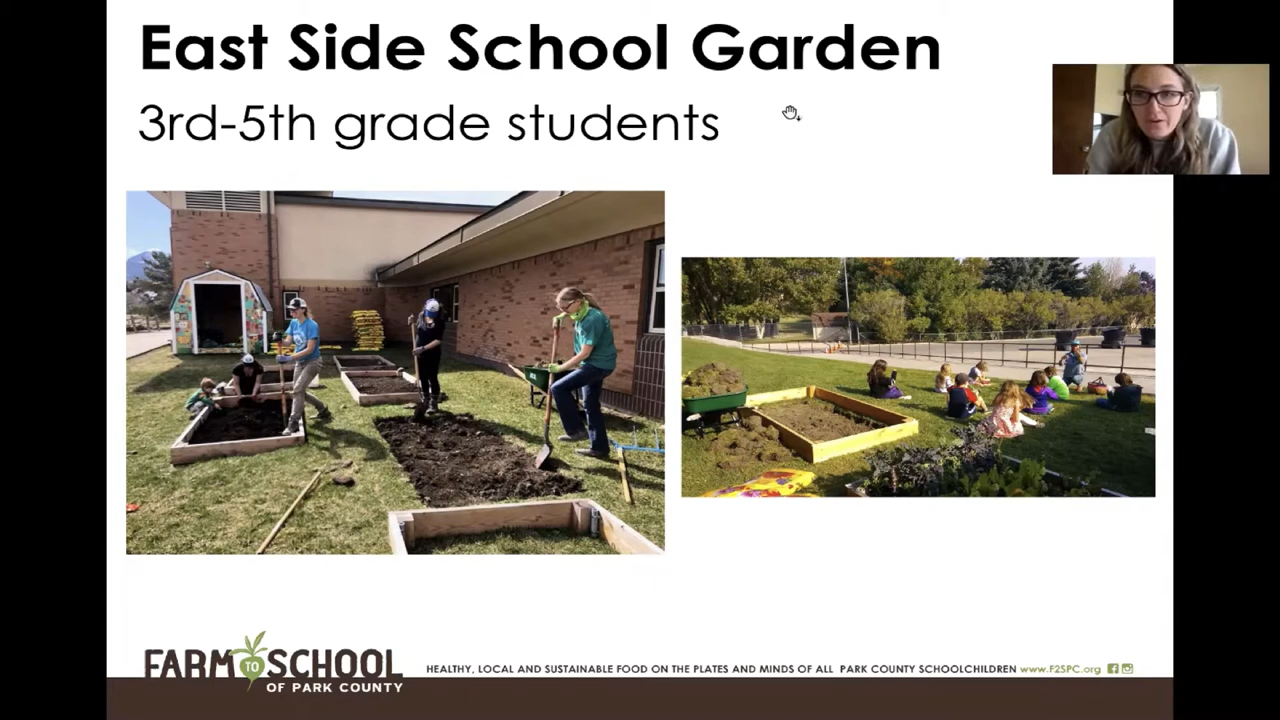 East Side School Garden
3rd-5th grade students
FARM TO SCHOOL
OF PARK COUNTY
HEALTHY, LOCAL AND SUSTAINABLE FOOD ON THE PLATES AND MINDS OF ALL PARK COUNTY SCHOOLCHILDREN www.F2SPC.org